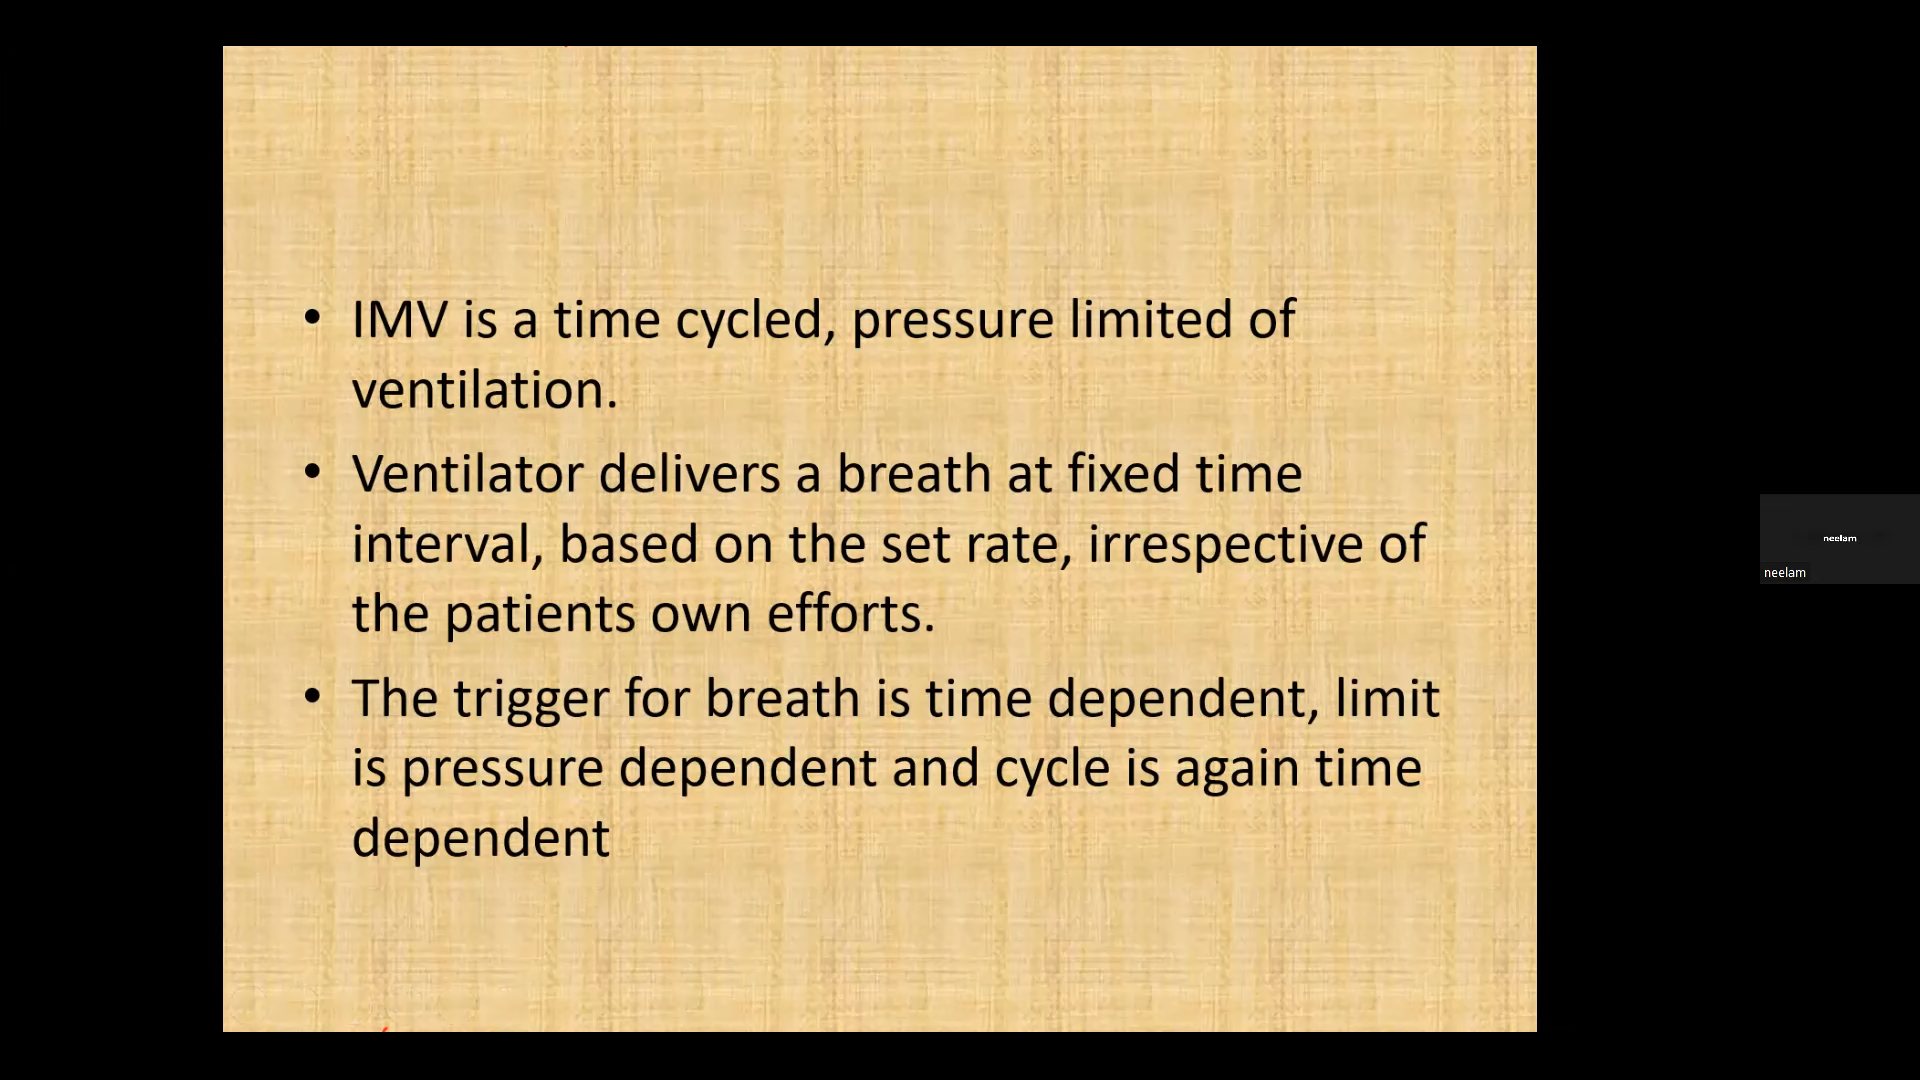 • IMV is a time cycled, pressure limited of
ventilation.
• Ventilator delivers a breath at fixed time
interval, based on the set rate, irrespective of
the patients own efforts.
• The trigger for breath is time dependent, limit
is pressure dependent and cycle is again time
dependent
neelam
neelam